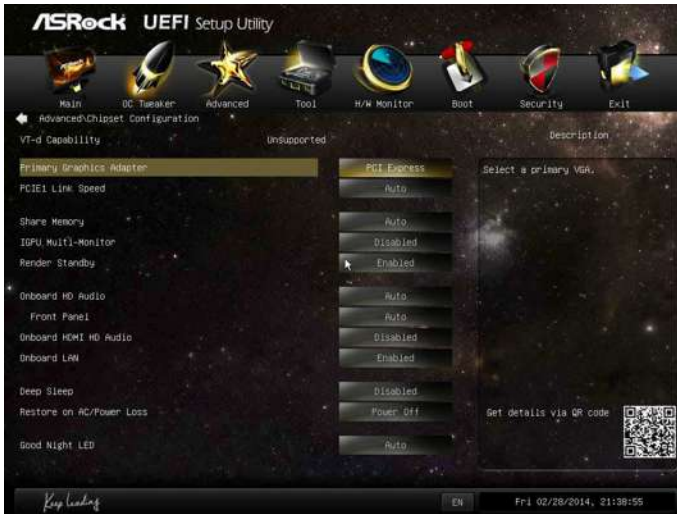 ASRock UEFI Setup Utility
Main OC Tweaker Advanced Tool H/W Monitor Boot Security Exit
Advanced\Chipset Configuration
VT-d Capability Unsupported
Description
Primary Graphics Adapter PCI Express
Select a primary VGA.
PCIE1 Link Speed Auto
Share Memory Auto
IGPU Multi-Monitor Disabled
Render Standby Enabled
Onboard HD Audio Auto
Front Panel Auto
Onboard HDMI HD Audio Disabled
Onboard LAN Enabled
Deep Sleep Disabled
Restore on AC/Power Loss Power Off
Get details via QR code
Good Night LED Auto
Keep Leading
EN Fri 02/28/2014, 21:38:55